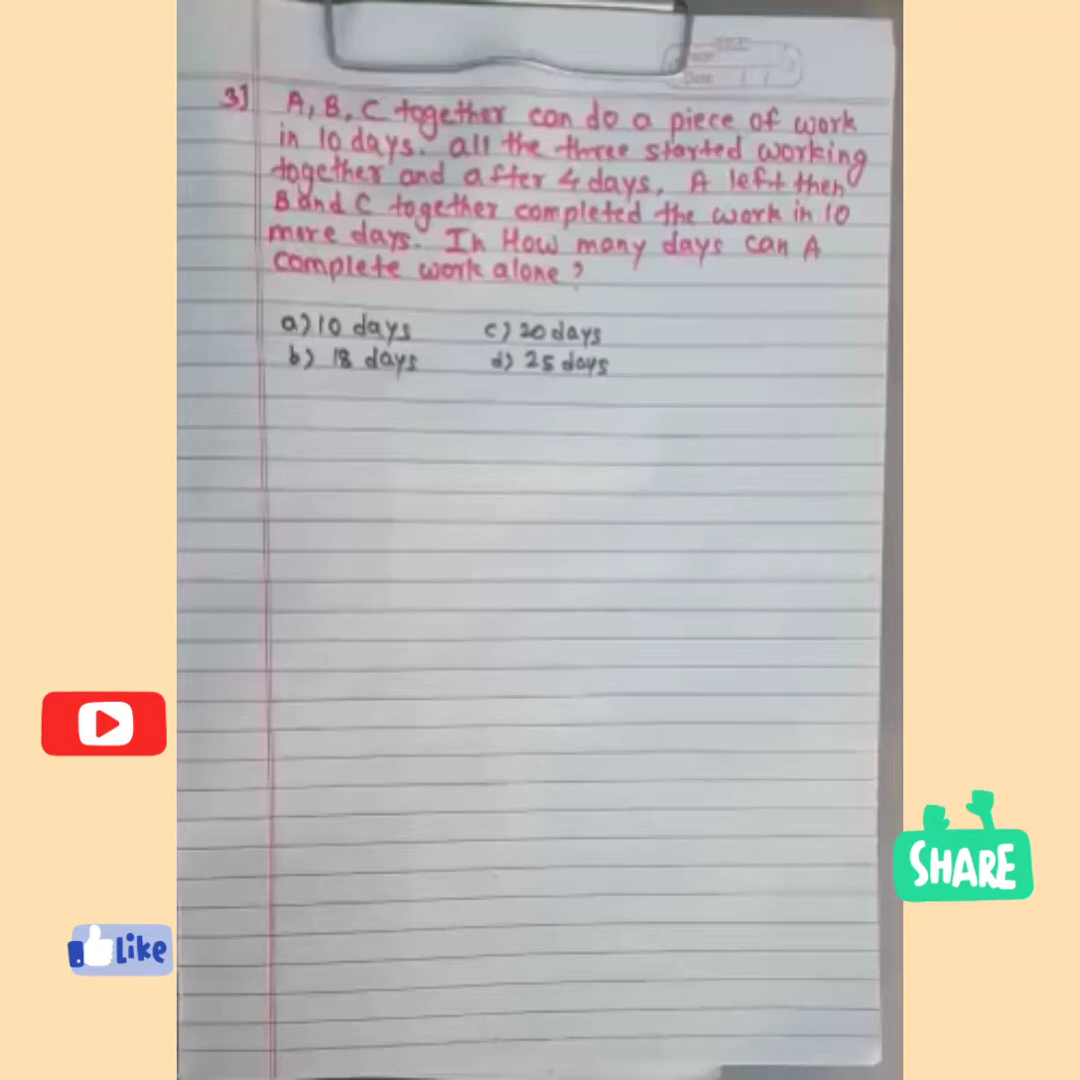 3] A, B, C together can do a piece of work
in 10 days. all the three started working
together and after 4 days, A left then
B and C together completed the work in 10
more days. In How many days can A
complete work alone?
a) 10 days c) 20 days
b) 18 days d) 25 days
Date
Like
SHARE